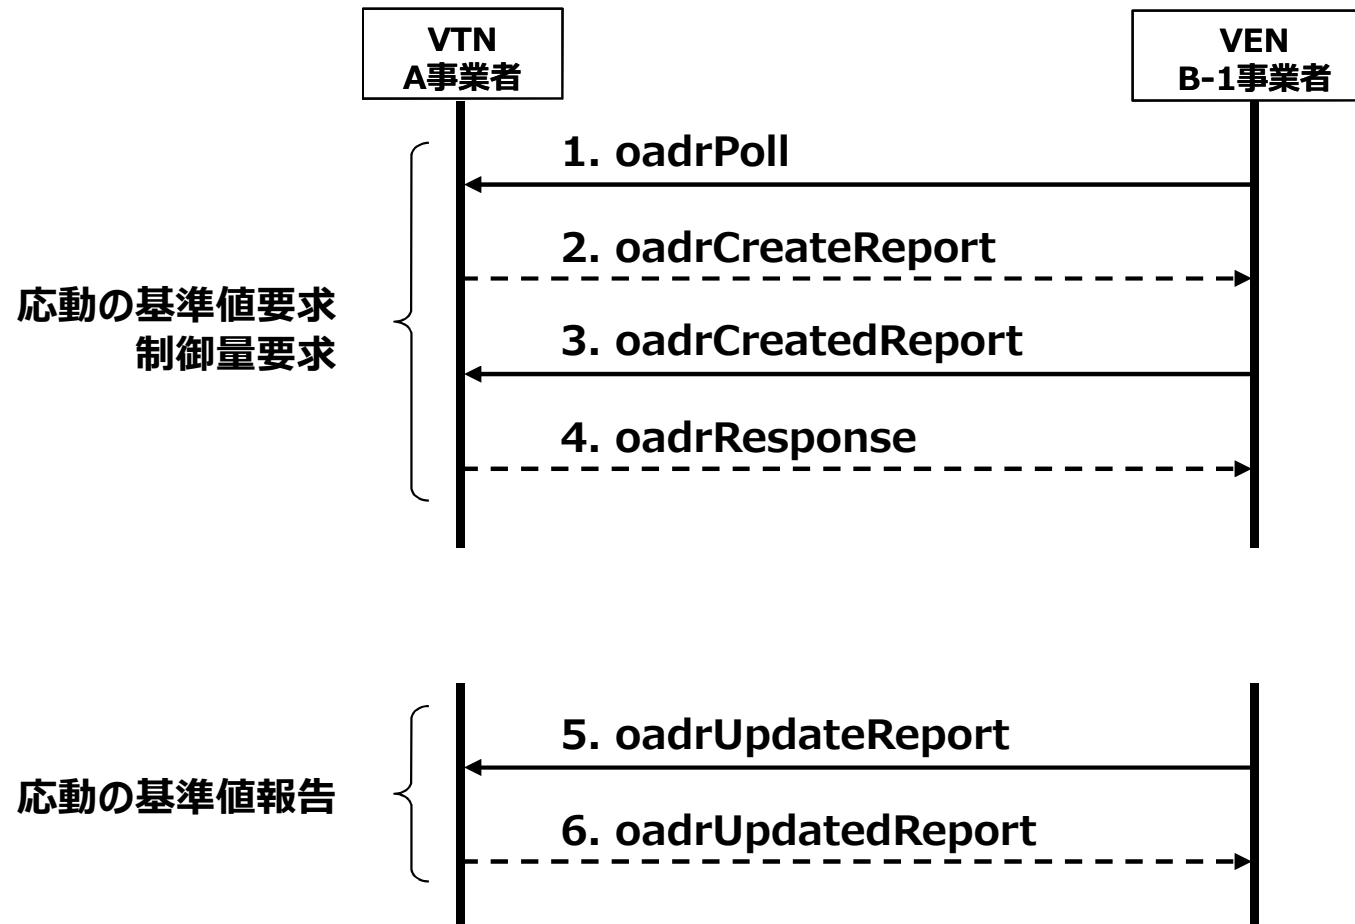 VTN
A事業者
VEN
B-1事業者
1. oadrPoll
2. oadrCreateReport
応動の基準値要求
制御量要求
3. oadrCreatedReport
4. oadrResponse
5. oadrUpdateReport
応動の基準値報告
6. oadrUpdatedReport